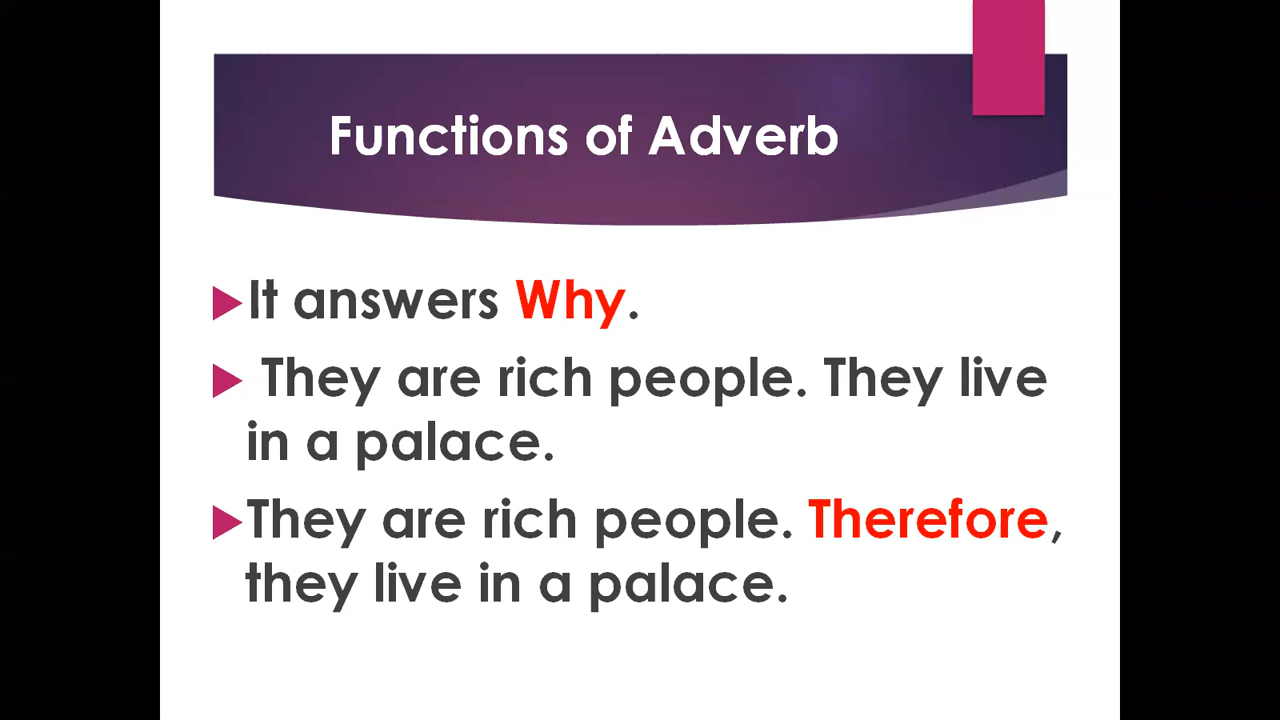 Functions of Adverb
It answers Why.
They are rich people. They live
in a palace.
They are rich people. Therefore,
they live in a palace.